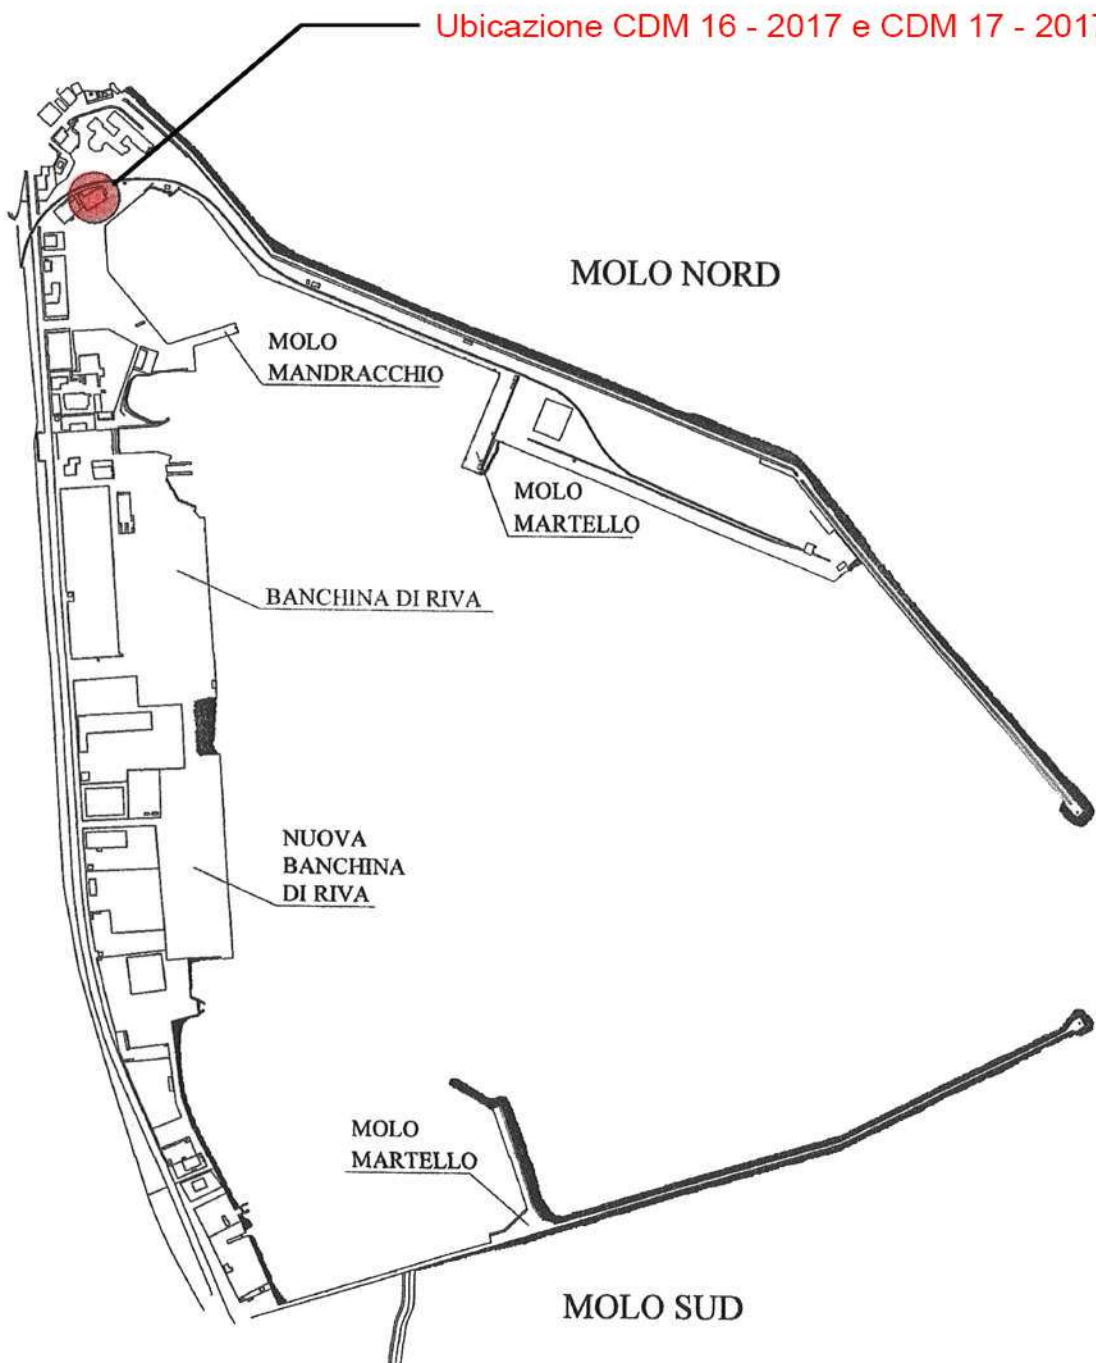 Ubicazione CDM 16 - 2017 e CDM 17 - 2017
MOLO NORD
MOLO
MANDRACCHIO
MOLO
MARTELLO
BANCHINA DI RIVA
NUOVA
BANCHINA
DI RIVA
MOLO
MARTELLO
MOLO SUD